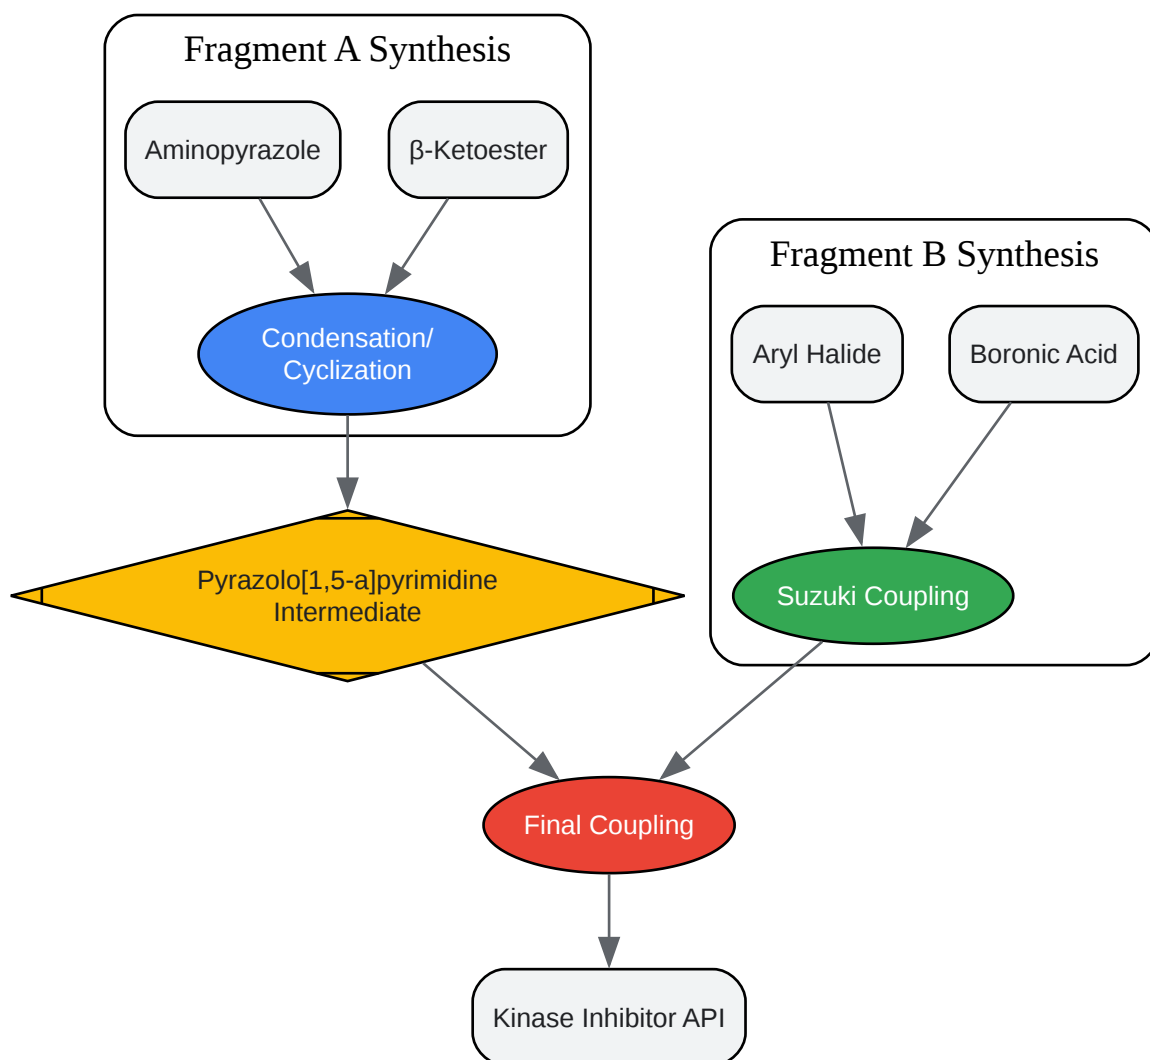 Fragment A Synthesis
Aminopyrazole
β-Ketoester
Condensation/
Cyclization
Fragment B Synthesis
Aryl Halide
Boronic Acid
Pyrazolo[1,5-a]pyrimidine
Intermediate
Suzuki Coupling
Final Coupling
Kinase Inhibitor API